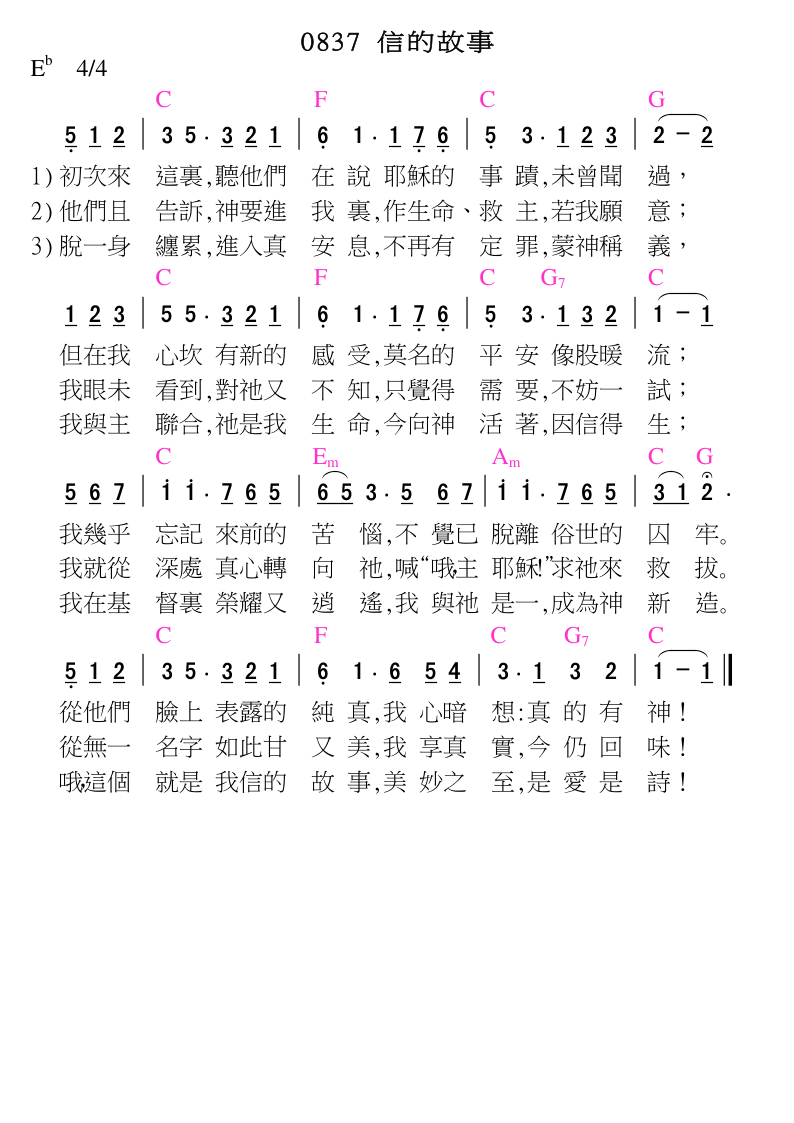 0837 信的故事
E♭ 4/4
C F C G
5̣ 1 2 | 3 5 . 3 2 1 | 6̣ 1 . 1 7̣ 6̣ | 5̣ 3 . 1 2 3 | 2 － 2
1) 初次來 這裏,聽他們 在 說 耶穌的 事 蹟,未曾聞 過，
2) 他們且 告訴,神要進 我 裏,作生命、救 主,若我願 意；
3) 脫一身 纏累,進入真 安 息,不再有 定 罪,蒙神稱 義，
C F C G7 C
1 2 3 | 5 5 . 3 2 1 | 6̣ 1 . 1 7̣ 6̣ | 5̣ 3 . 1 3 2 | 1 － 1
但在我 心坎 有新的 感 受,莫名的 平 安 像股暖 流；
我眼未 看到,對祂又 不 知,只覺得 需 要,不妨一 試；
我與主 聯合,祂是我 生 命,今向神 活 著,因信得 生；
C Em Am C G
5 6 7 | 1̇ 1̇ . 7 6 5 | 6 5 3 . 5 6 7 | 1̇ 1̇ . 7 6 5 | 3 1 2 .
我幾乎 忘記 來前的 苦 惱,不 覺已 脫離 俗世的 囚 牢。
我就從 深處 真心轉 向 祂,喊“哦,主 耶穌!”求祂來 救 拔。
我在基 督裏 榮耀又 逍 遙,我 與祂 是一,成為神 新 造。
C F C G7 C
5̣ 1 2 | 3 5 . 3 2 1 | 6̣ 1 . 6 5 4 | 3 . 1 3 2 | 1 － 1 ‖
從他們 臉上 表露的 純 真,我 心暗 想:真 的 有 神！
從無一 名字 如此甘 又 美,我 享真 實,今 仍 回 味！
哦,這個 就是 我信的 故 事,美 妙之 至,是 愛 是 詩！